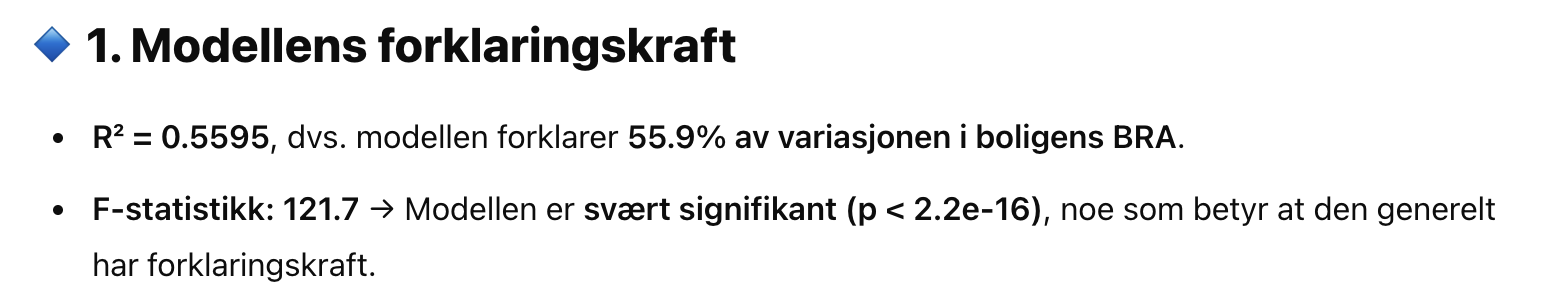 🔷 1. Modellens forklaringskraft
• R² = 0.5595, dvs. modellen forklarer 55.9% av variasjonen i boligens BRA.
• F-statistikk: 121.7 → Modellen er svært signifikant (p < 2.2e-16), noe som betyr at den generelt
har forklaringskraft.